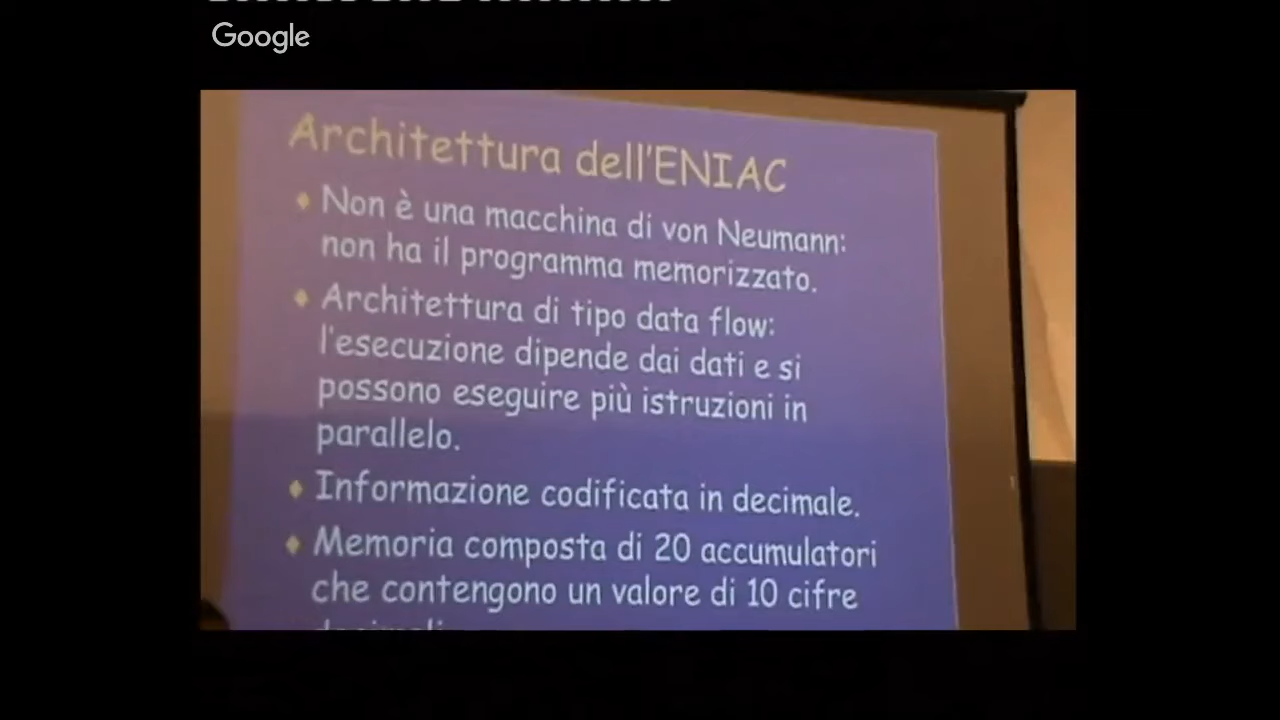 Google
Architettura dell'ENIAC
Non è una macchina di von Neumann:
non ha il programma memorizzato.
Architettura di tipo data flow:
l'esecuzione dipende dai dati e si
possono eseguire più istruzioni in
parallelo.
Informazione codificata in decimale.
Memoria composta di 20 accumulatori
che contengono un valore di 10 cifre